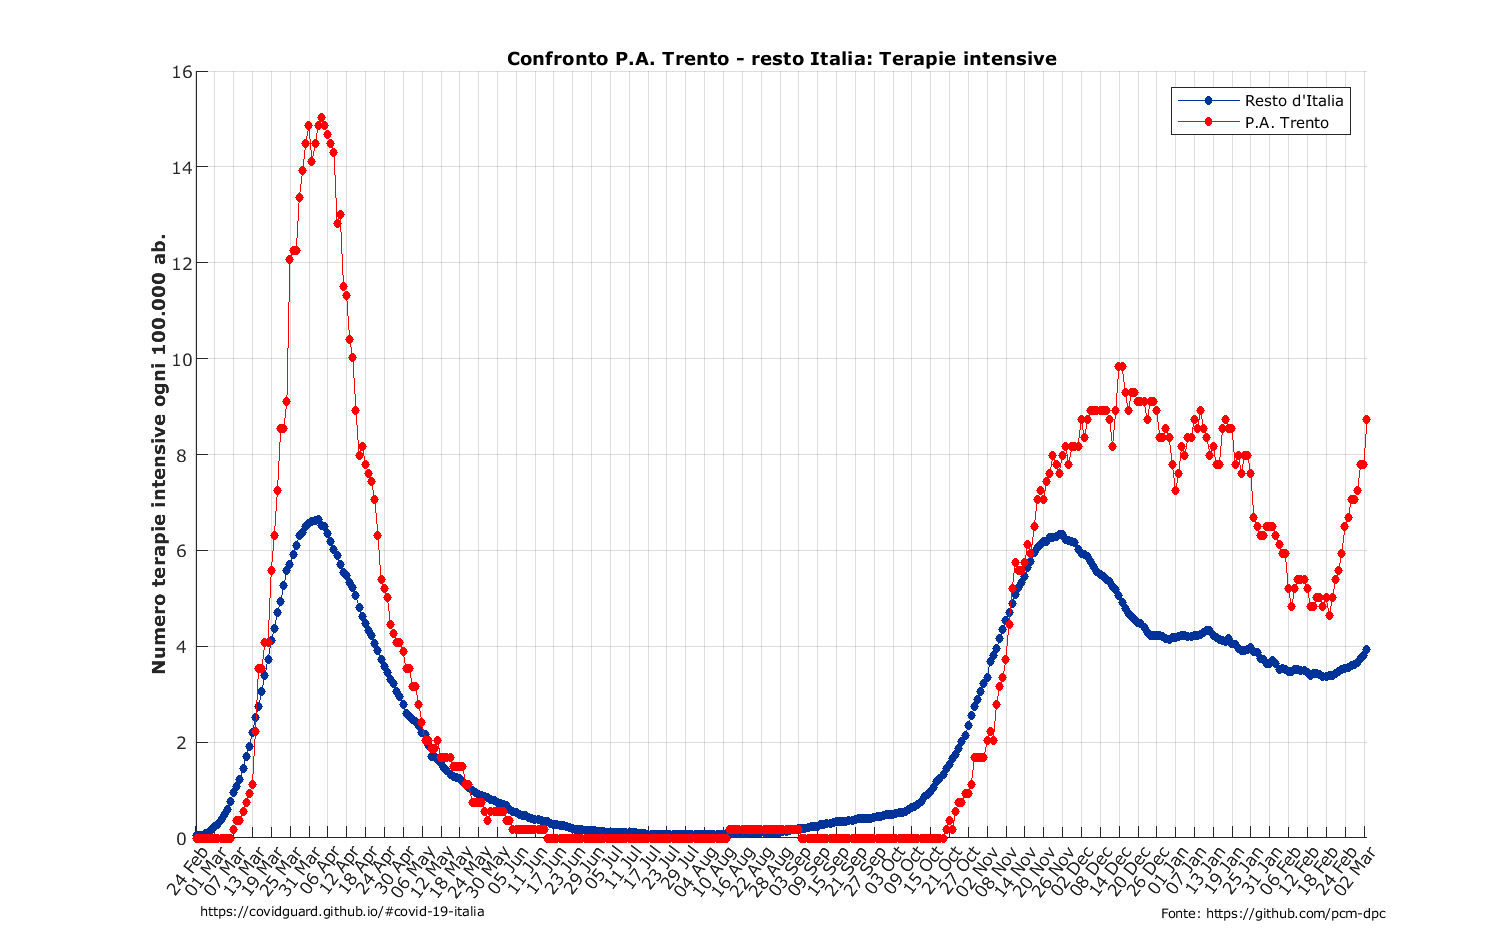 Confronto P.A. Trento - resto Italia: Terapie intensive
Resto d'Italia
P.A. Trento
Numero terapie intensive ogni 100.000 ab.
16
14
12
10
8
6
4
2
0
24 Feb
01 Mar
07 Mar
13 Mar
19 Mar
25 Mar
31 Mar
06 Apr
12 Apr
18 Apr
24 Apr
30 Apr
06 May
12 May
18 May
24 May
30 May
05 Jun
11 Jun
17 Jun
23 Jun
29 Jun
05 Jul
11 Jul
17 Jul
23 Jul
29 Jul
04 Aug
10 Aug
16 Aug
22 Aug
28 Aug
03 Sep
09 Sep
15 Sep
21 Sep
27 Sep
03 Oct
09 Oct
15 Oct
21 Oct
27 Oct
02 Nov
08 Nov
14 Nov
20 Nov
26 Nov
02 Dec
08 Dec
14 Dec
20 Dec
26 Dec
01 Jan
07 Jan
13 Jan
19 Jan
25 Jan
31 Jan
06 Feb
12 Feb
18 Feb
24 Feb
02 Mar
https://covidguard.github.io/#covid-19-italia
Fonte: https://github.com/pcm-dpc